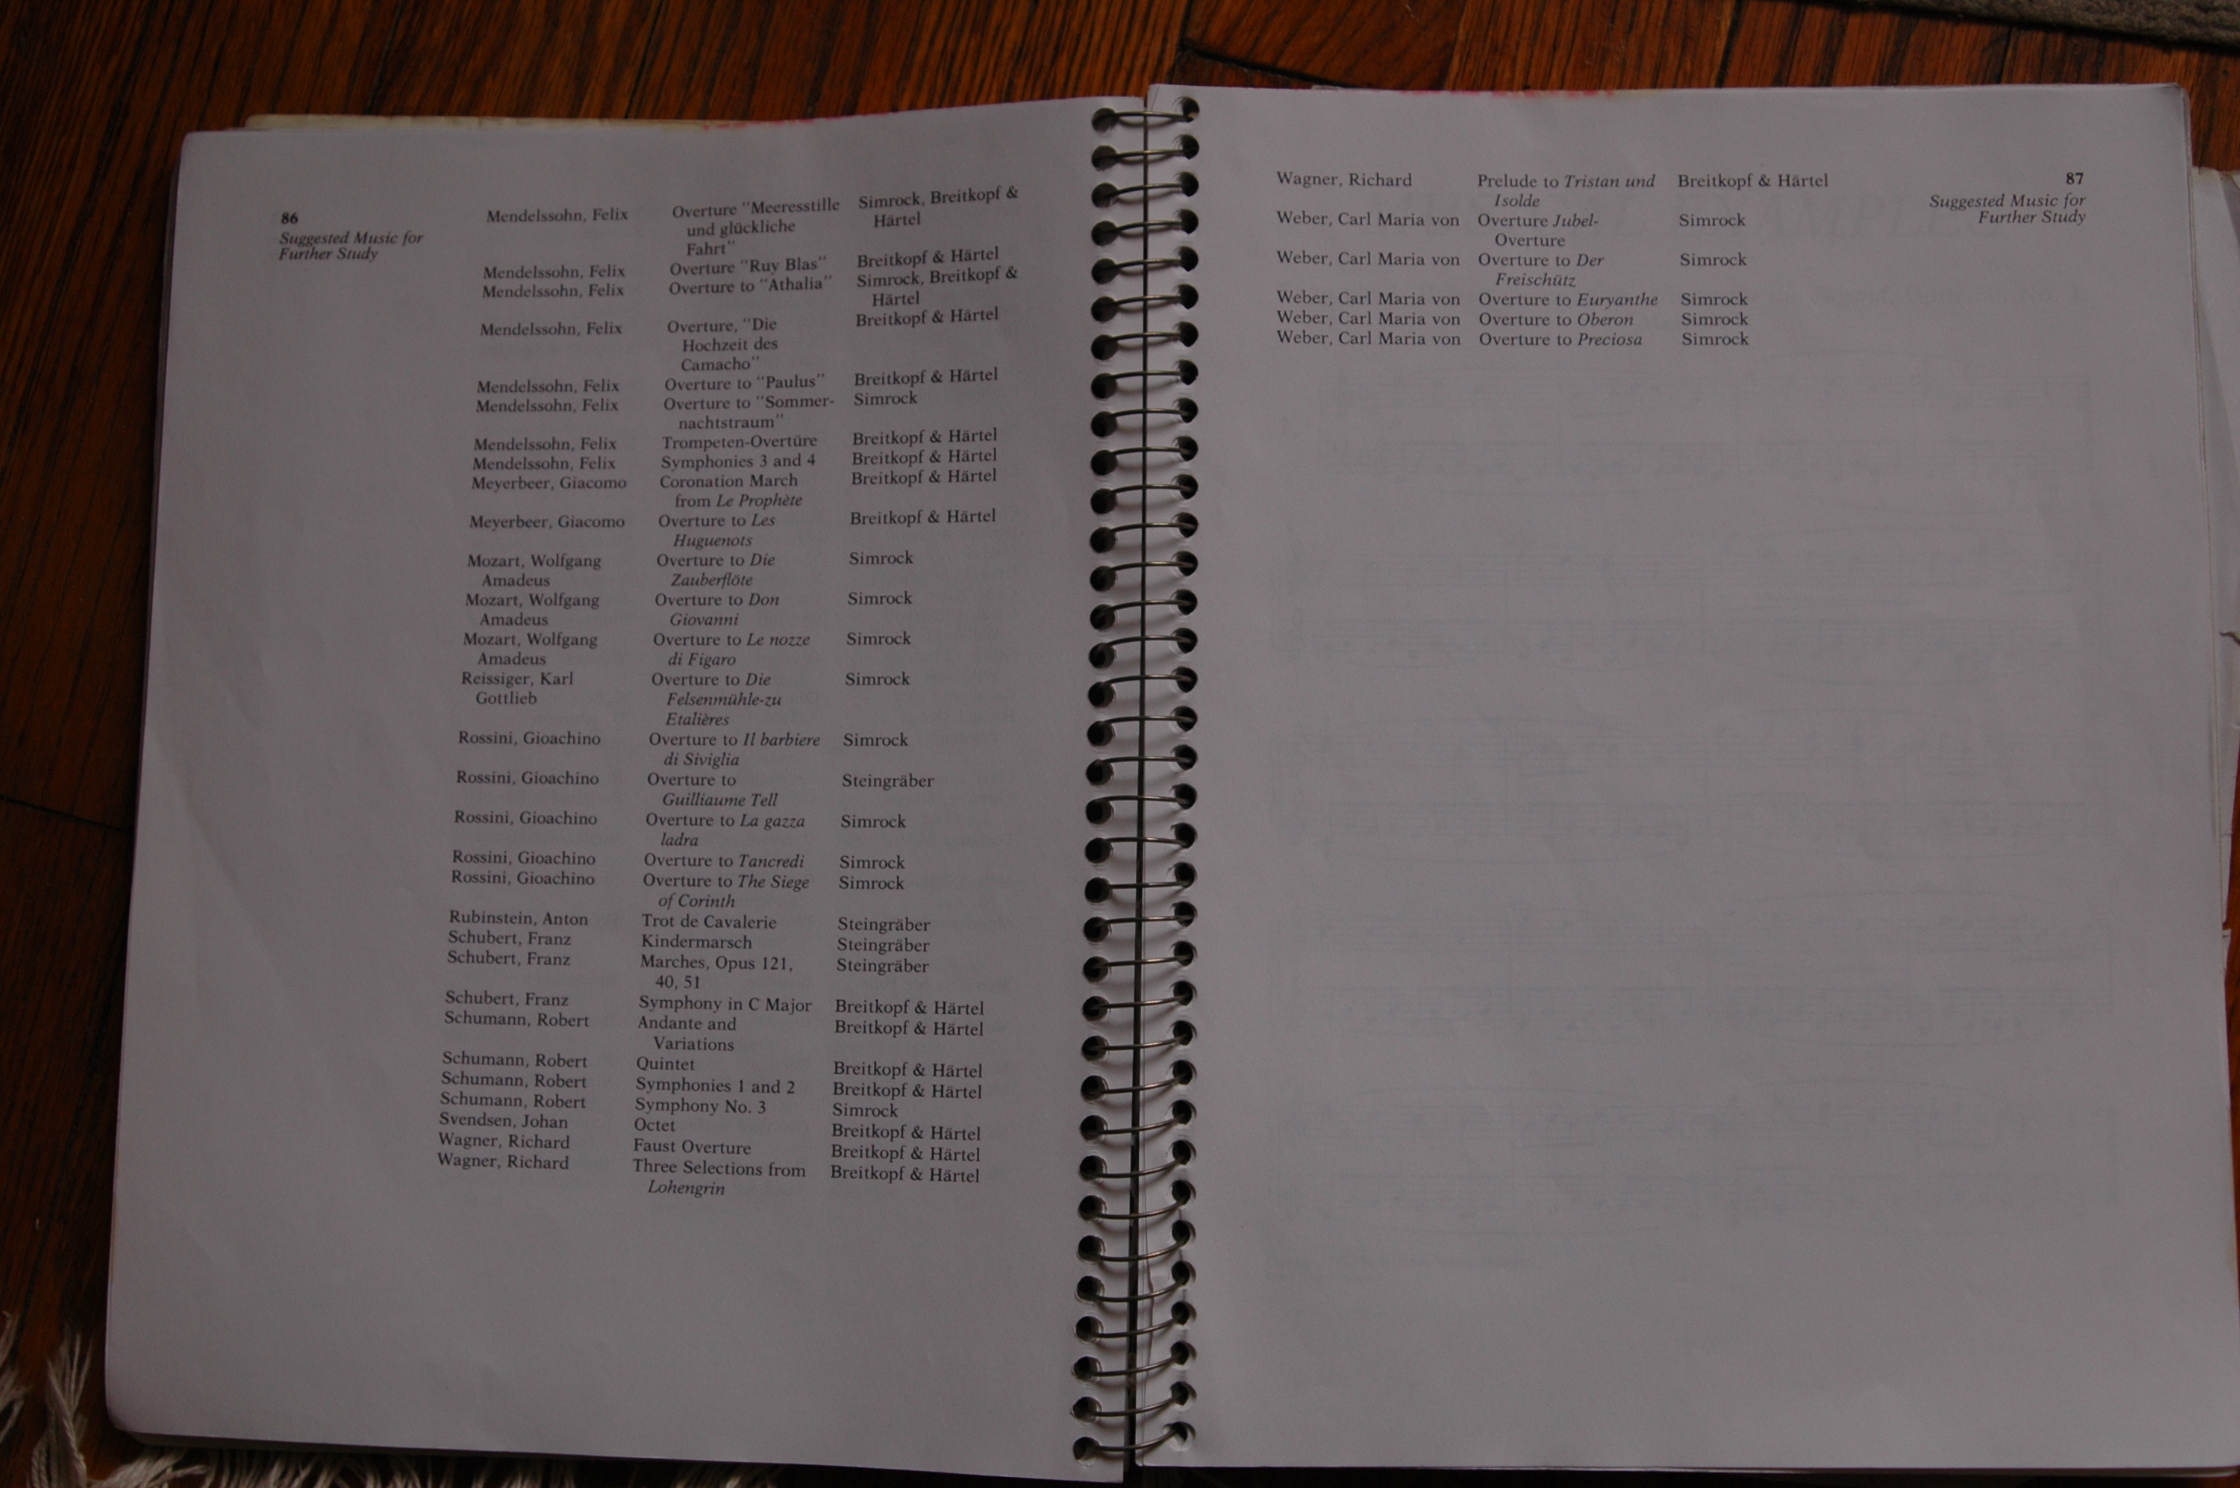 86
Suggested Music for
Further Study
Mendelssohn, Felix Overture "Meeresstille Simrock, Breitkopf &
und glückliche Härtel
Fahrt"
Mendelssohn, Felix Overture "Ruy Blas" Breitkopf & Härtel
Mendelssohn, Felix Overture to "Athalia" Simrock, Breitkopf &
Härtel
Mendelssohn, Felix Overture, "Die Breitkopf & Härtel
Hochzeit des
Camacho"
Mendelssohn, Felix Overture to "Paulus" Breitkopf & Härtel
Mendelssohn, Felix Overture to "Sommer- Simrock
nachtstraum"
Mendelssohn, Felix Trompeten-Overtüre Breitkopf & Härtel
Mendelssohn, Felix Symphonies 3 and 4 Breitkopf & Härtel
Meyerbeer, Giacomo Coronation March Breitkopf & Härtel
from Le Prophète
Meyerbeer, Giacomo Overture to Les Breitkopf & Härtel
Huguenots
Mozart, Wolfgang Overture to Die Simrock
Amadeus Zauberflöte
Mozart, Wolfgang Overture to Don Simrock
Amadeus Giovanni
Mozart, Wolfgang Overture to Le nozze Simrock
Amadeus di Figaro
Reissiger, Karl Overture to Die Simrock
Gottlieb Felsenmühle-zu
Etalières
Rossini, Gioachino Overture to Il barbiere Simrock
di Siviglia
Rossini, Gioachino Overture to Steingräber
Guilliaume Tell
Rossini, Gioachino Overture to La gazza Simrock
ladra
Rossini, Gioachino Overture to Tancredi Simrock
Rossini, Gioachino Overture to The Siege Simrock
of Corinth
Rubinstein, Anton Trot de Cavalerie Steingräber
Schubert, Franz Kindermarsch Steingräber
Schubert, Franz Marches, Opus 121, Steingräber
40, 51
Schubert, Franz Symphony in C Major Breitkopf & Härtel
Schumann, Robert Andante and Breitkopf & Härtel
Variations
Schumann, Robert Quintet Breitkopf & Härtel
Schumann, Robert Symphonies 1 and 2 Breitkopf & Härtel
Schumann, Robert Symphony No. 3 Simrock
Svendsen, Johan Octet Breitkopf & Härtel
Wagner, Richard Faust Overture Breitkopf & Härtel
Wagner, Richard Three Selections from Breitkopf & Härtel
Lohengrin
87
Suggested Music for
Further Study
Wagner, Richard Prelude to Tristan und Breitkopf & Härtel
Isolde
Weber, Carl Maria von Overture Jubel- Simrock
Overture
Weber, Carl Maria von Overture to Der Simrock
Freischütz
Weber, Carl Maria von Overture to Euryanthe Simrock
Weber, Carl Maria von Overture to Oberon Simrock
Weber, Carl Maria von Overture to Preciosa Simrock